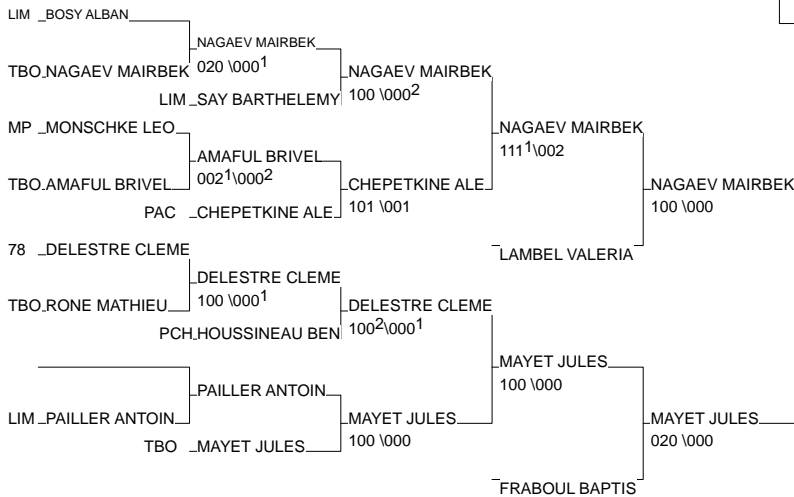 LIM BOSY ALBAN
NAGAEV MAIRBEK
020 \000¹
TBO NAGAEV MAIRBEK
NAGAEV MAIRBEK
100 \000²
LIM SAY BARTHELEMY
MP MONSCHKE LEO
NAGAEV MAIRBEK
111¹\002
AMAFUL BRIVEL
002¹\000²
TBO AMAFUL BRIVEL
CHEPETKINE ALE
101 \001
NAGAEV MAIRBEK
100 \000
PAC CHEPETKINE ALE
78 DELESTRE CLEME
LAMBEL VALERIA
DELESTRE CLEME
100 \000¹
TBO RONE MATHIEU
DELESTRE CLEME
100²\000¹
PCH HOUSSINEAU BEN
MAYET JULES
100 \000
PAILLER ANTOIN
LIM PAILLER ANTOIN
MAYET JULES
100 \000
MAYET JULES
020 \000
TBO MAYET JULES
FRABOUL BAPTIS